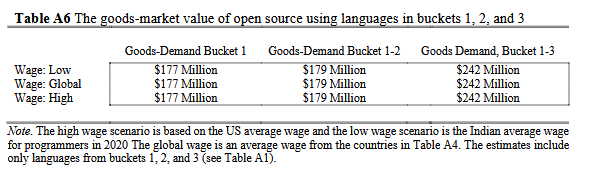 Table A6 The goods-market value of open source using languages in buckets 1, 2, and 3
Goods-Demand Bucket 1 Goods-Demand Bucket 1-2 Goods Demand, Bucket 1-3
Wage: Low $177 Million $179 Million $242 Million
Wage: Global $177 Million $179 Million $242 Million
Wage: High $177 Million $179 Million $242 Million
Note. The high wage scenario is based on the US average wage and the low wage scenario is the Indian average wage
for programmers in 2020 The global wage is an average wage from the countries in Table A4. The estimates include
only languages from buckets 1, 2, and 3 (see Table A1).